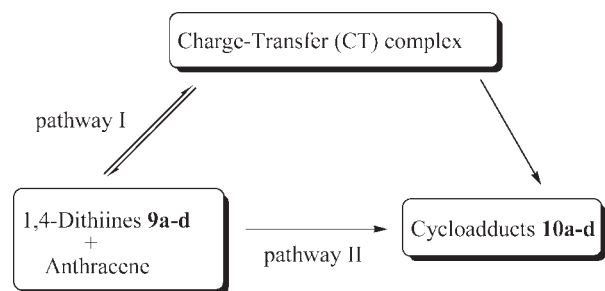 Charge-Transfer (CT) complex
pathway I
1,4-Dithiines 9a-d
+
Anthracene
pathway II
Cycloadducts 10a-d